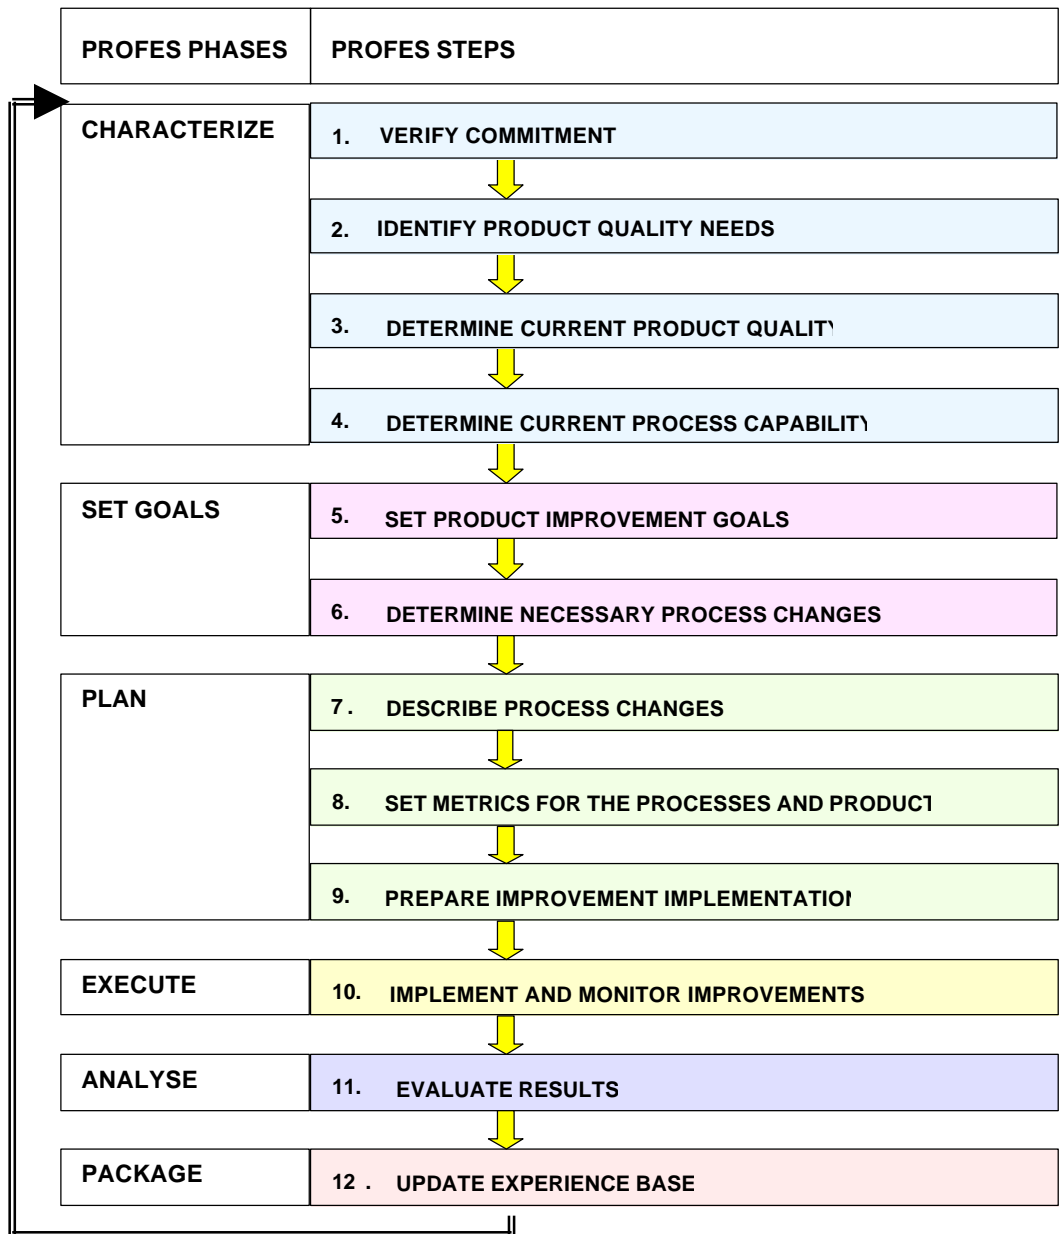 PROFES PHASES PROFES STEPS
CHARACTERIZE
1. VERIFY COMMITMENT
2. IDENTIFY PRODUCT QUALITY NEEDS
3. DETERMINE CURRENT PRODUCT QUALITY
4. DETERMINE CURRENT PROCESS CAPABILITY
SET GOALS
5. SET PRODUCT IMPROVEMENT GOALS
6. DETERMINE NECESSARY PROCESS CHANGES
PLAN
7. DESCRIBE PROCESS CHANGES
8. SET METRICS FOR THE PROCESSES AND PRODUCT
9. PREPARE IMPROVEMENT IMPLEMENTATION
EXECUTE
10. IMPLEMENT AND MONITOR IMPROVEMENTS
ANALYSE
11. EVALUATE RESULTS
PACKAGE
12. UPDATE EXPERIENCE BASE